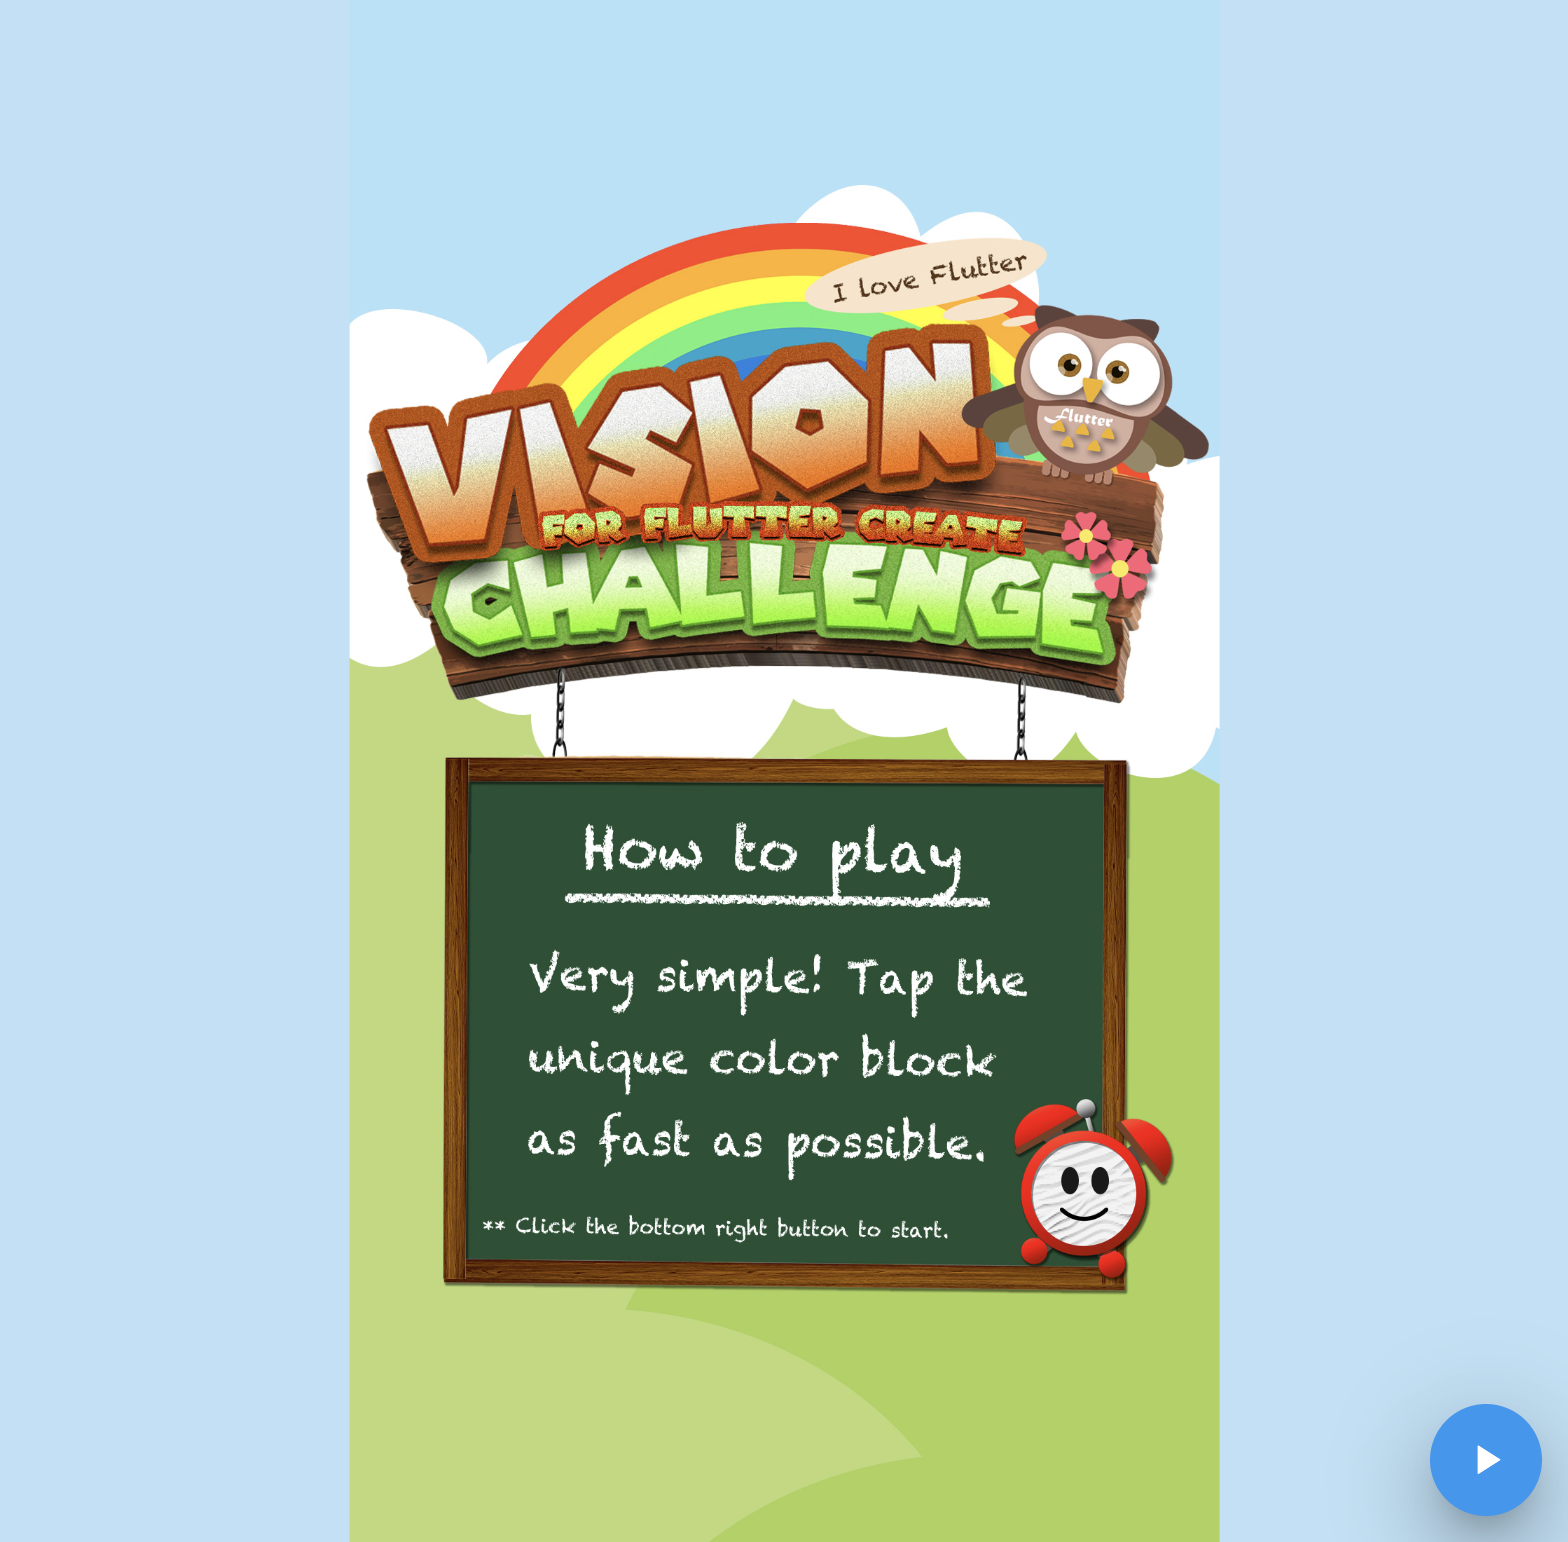 I love Flutter
VISION
flutter
FOR FLUTTER CREATE
CHALLENGE
How to play
Very simple! Tap the
unique color block
as fast as possible.
** Click the bottom right button to start.